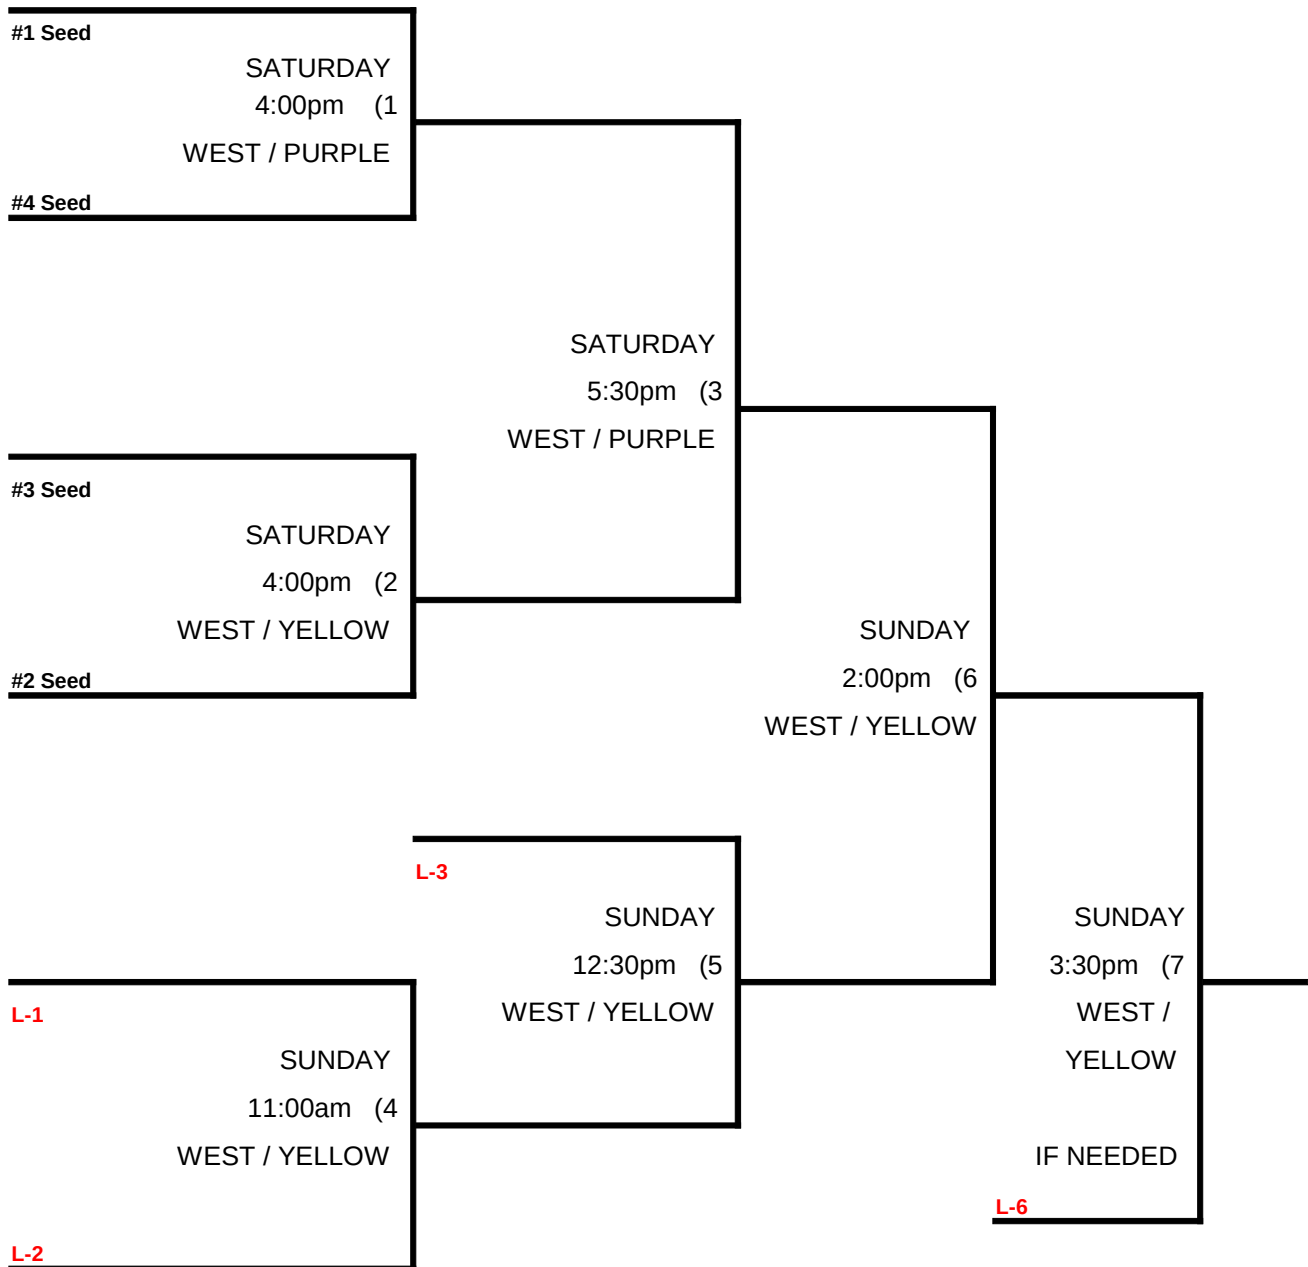 #1 Seed
SATURDAY
4:00pm (1
WEST / PURPLE
#4 Seed
SATURDAY
5:30pm (3
WEST / PURPLE
#3 Seed
SATURDAY
4:00pm (2
WEST / YELLOW
#2 Seed
SUNDAY
2:00pm (6
WEST / YELLOW
L-3
SUNDAY
12:30pm (5
WEST / YELLOW
SUNDAY
3:30pm (7
WEST /
YELLOW
IF NEEDED
L-6
L-1
SUNDAY
11:00am (4
WEST / YELLOW
L-2